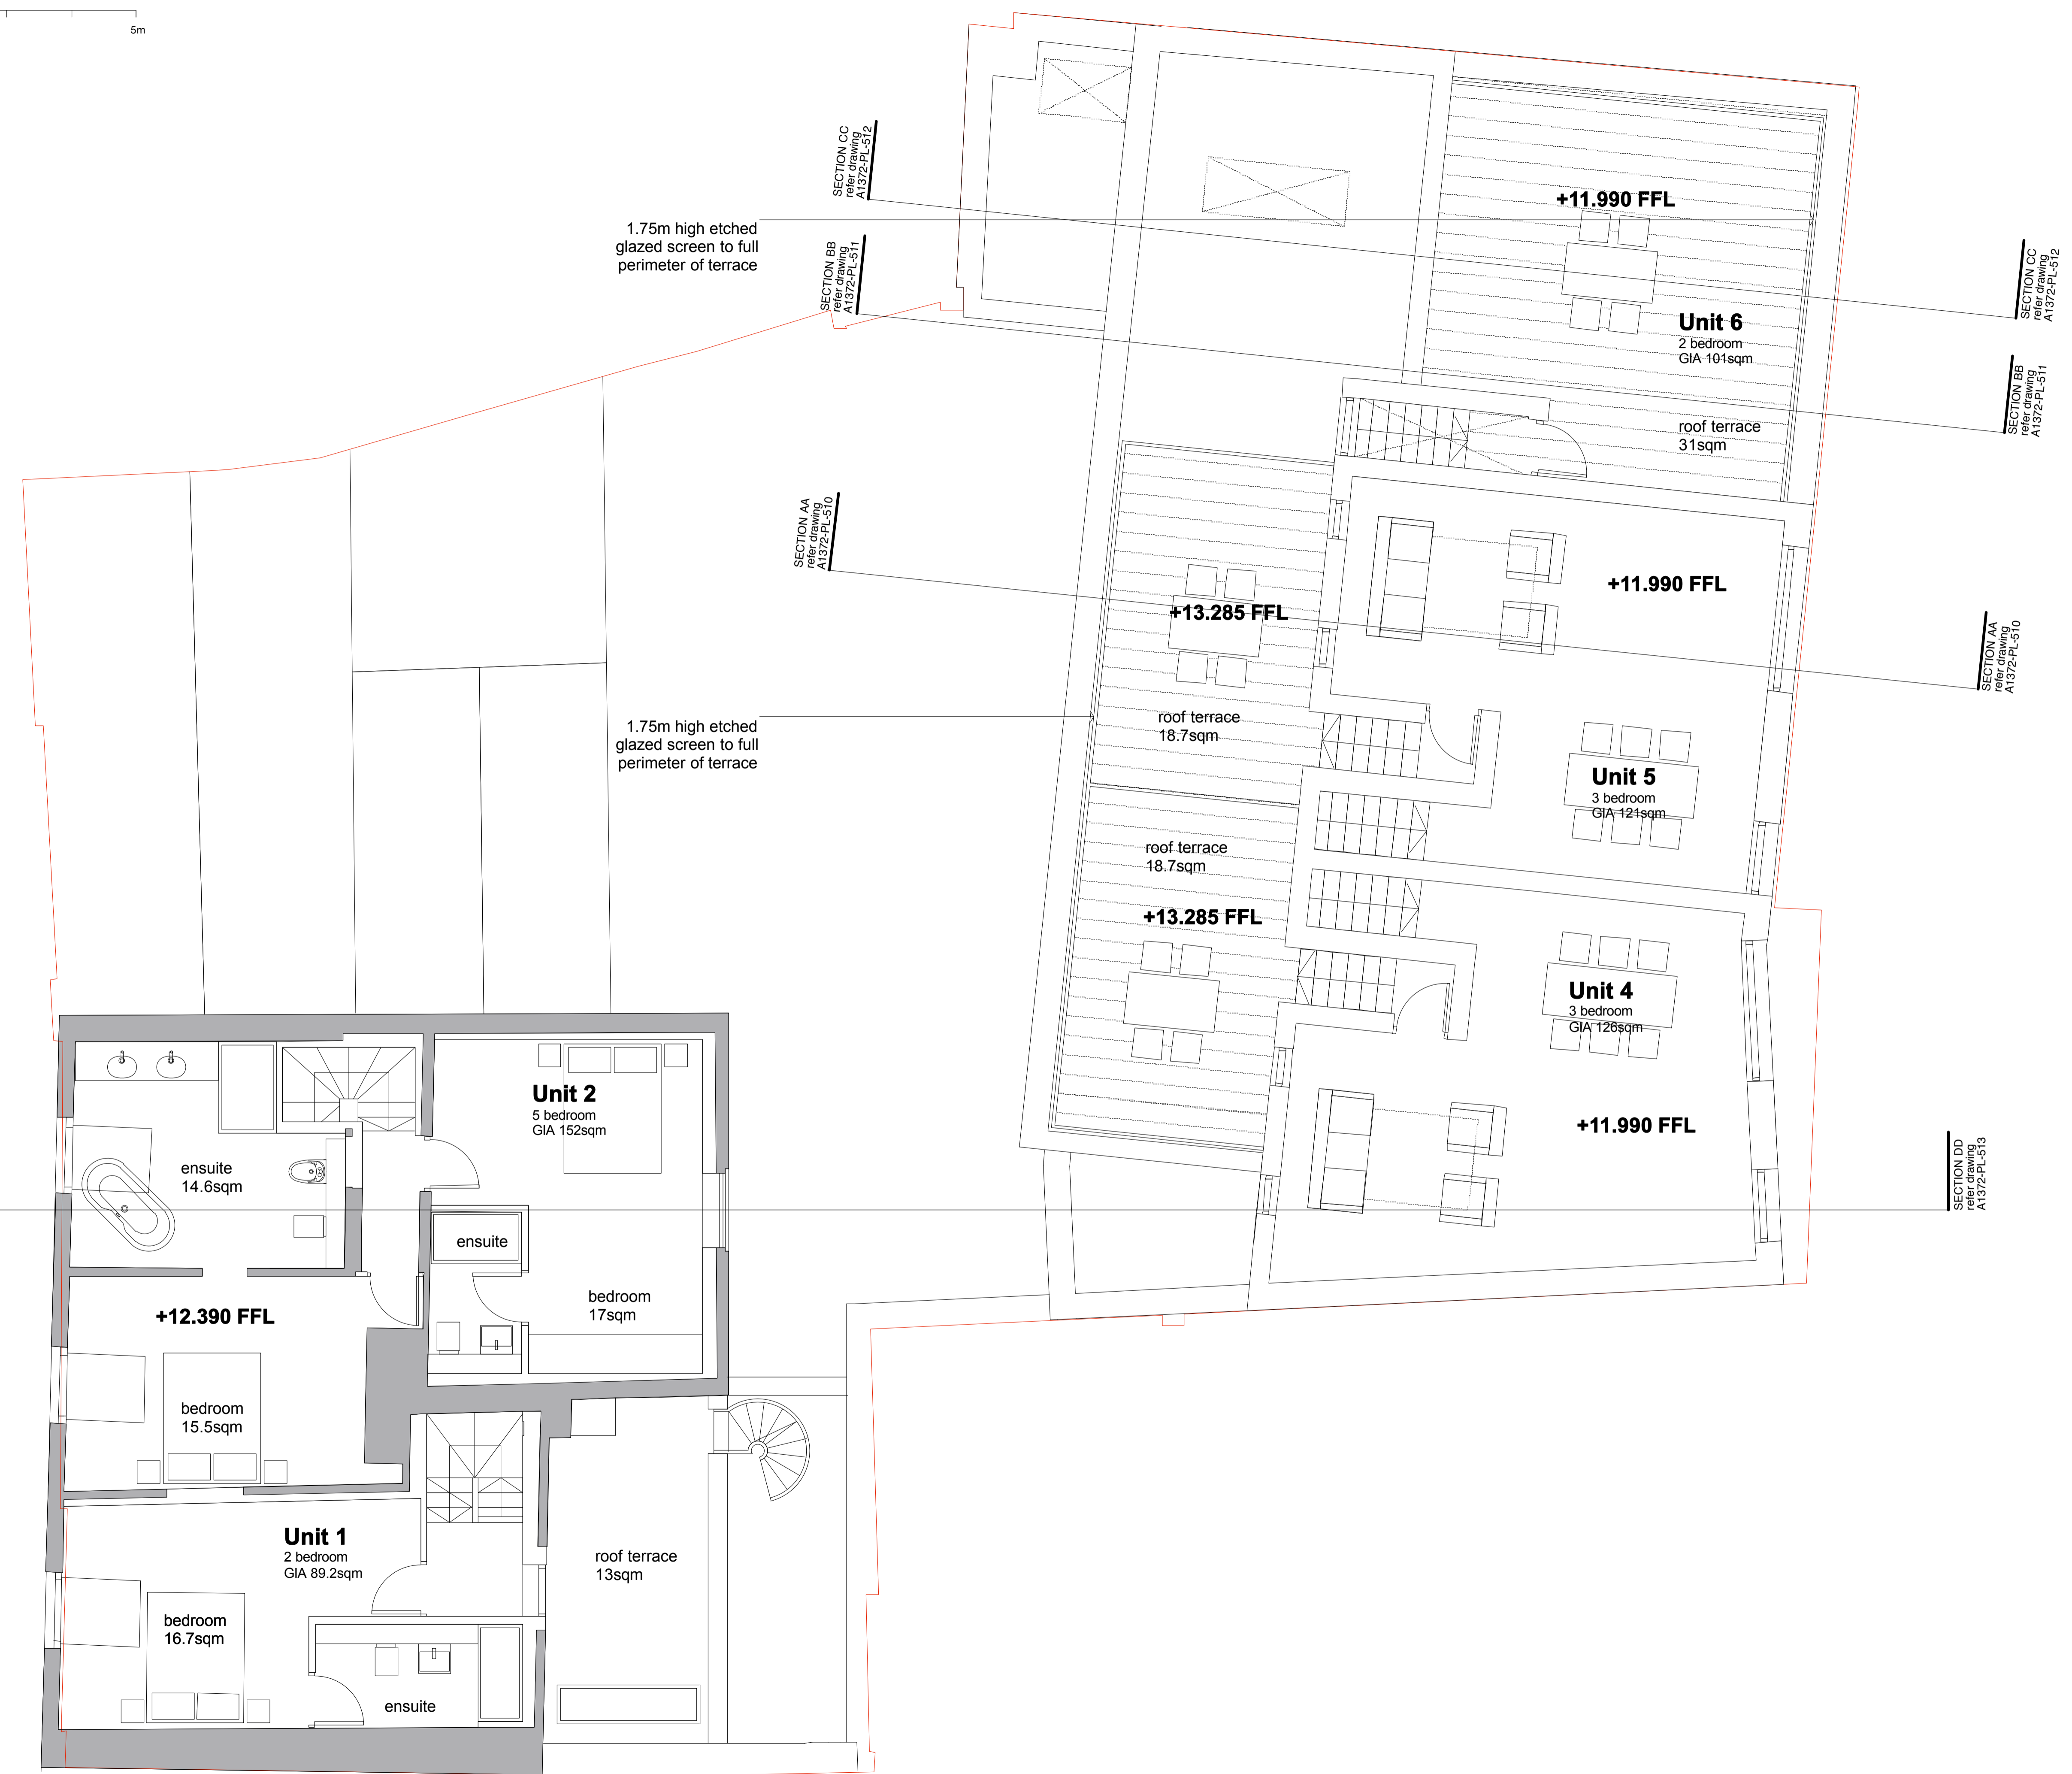 5m
SECTION CC
refer drawing
A1372-PL-512
1.75m high etched
glazed screen to full
perimeter of terrace
SECTION BB
refer drawing
A1372-PL-511
+11.990 FFL
SECTION CC
refer drawing
A1372-PL-512
Unit 6
2 bedroom
GIA 101sqm
SECTION BB
refer drawing
A1372-PL-511
roof terrace
31sqm
SECTION AA
refer drawing
A1372-PL-510
+13.285 FFL
+11.990 FFL
SECTION AA
refer drawing
A1372-PL-510
1.75m high etched
glazed screen to full
perimeter of terrace
roof terrace
18.7sqm
Unit 5
3 bedroom
GIA 121sqm
roof terrace
18.7sqm
+13.285 FFL
Unit 4
3 bedroom
GIA 126sqm
+11.990 FFL
SECTION DD
refer drawing
A1372-PL-513
Unit 2
5 bedroom
GIA 152sqm
ensuite
14.6sqm
ensuite
bedroom
17sqm
+12.390 FFL
bedroom
15.5sqm
Unit 1
2 bedroom
GIA 89.2sqm
roof terrace
13sqm
bedroom
16.7sqm
ensuite